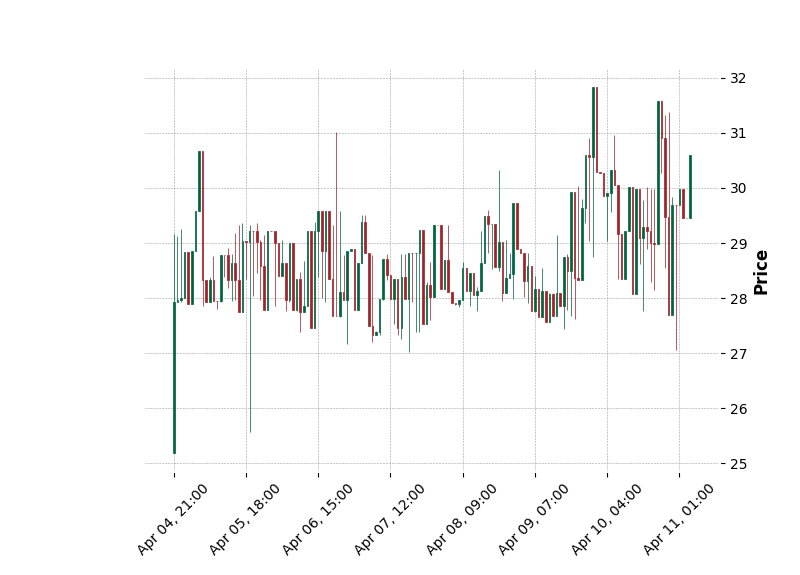 32
31
30
29
28
27
26
25
Price
Apr 04, 21:00
Apr 05, 18:00
Apr 06, 15:00
Apr 07, 12:00
Apr 08, 09:00
Apr 09, 07:00
Apr 10, 04:00
Apr 11, 01:00